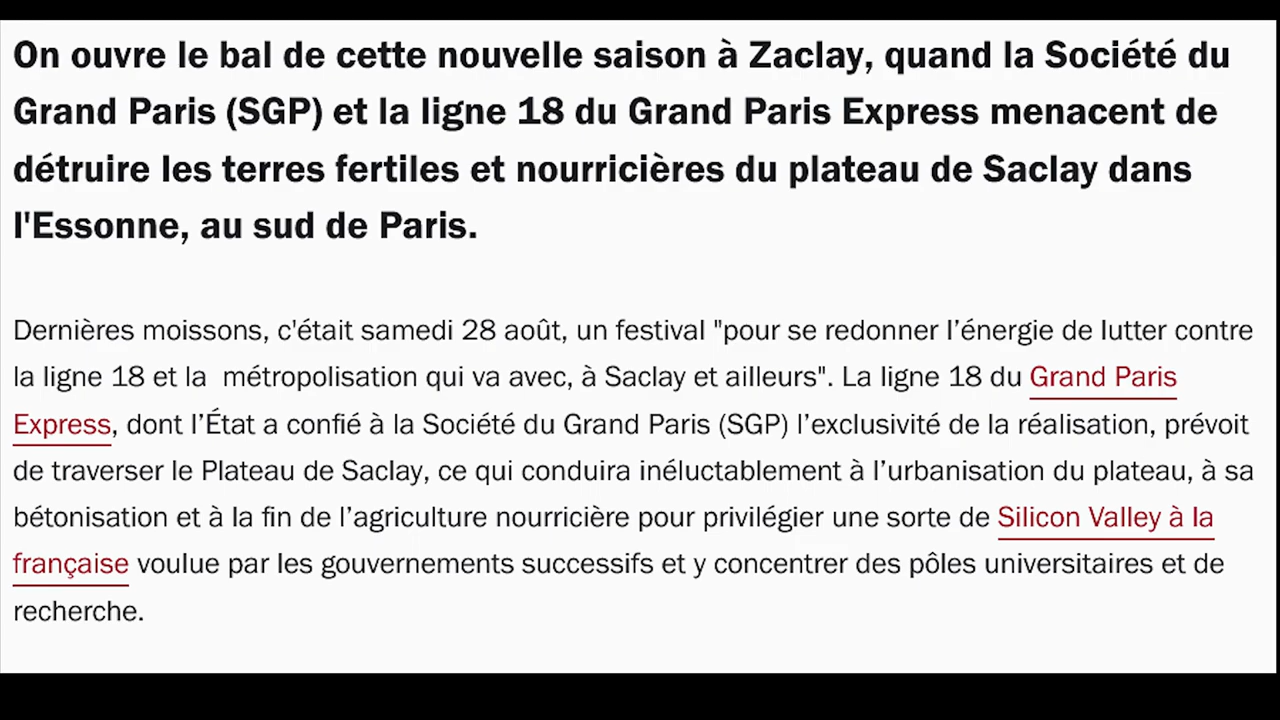 On ouvre le bal de cette nouvelle saison à Zaclay, quand la Société du
Grand Paris (SGP) et la ligne 18 du Grand Paris Express menacent de
détruire les terres fertiles et nourricières du plateau de Saclay dans
l'Essonne, au sud de Paris.
Dernières moissons, c'était samedi 28 août, un festival "pour se redonner l’énergie de lutter contre
la ligne 18 et la  métropolisation qui va avec, à Saclay et ailleurs". La ligne 18 du Grand Paris
Express, dont l’État a confié à la Société du Grand Paris (SGP) l’exclusivité de la réalisation, prévoit
de traverser le Plateau de Saclay, ce qui conduira inéluctablement à l’urbanisation du plateau, à sa
bétonisation et à la fin de l’agriculture nourricière pour privilégier une sorte de Silicon Valley à la
française voulue par les gouvernements successifs et y concentrer des pôles universitaires et de
recherche.